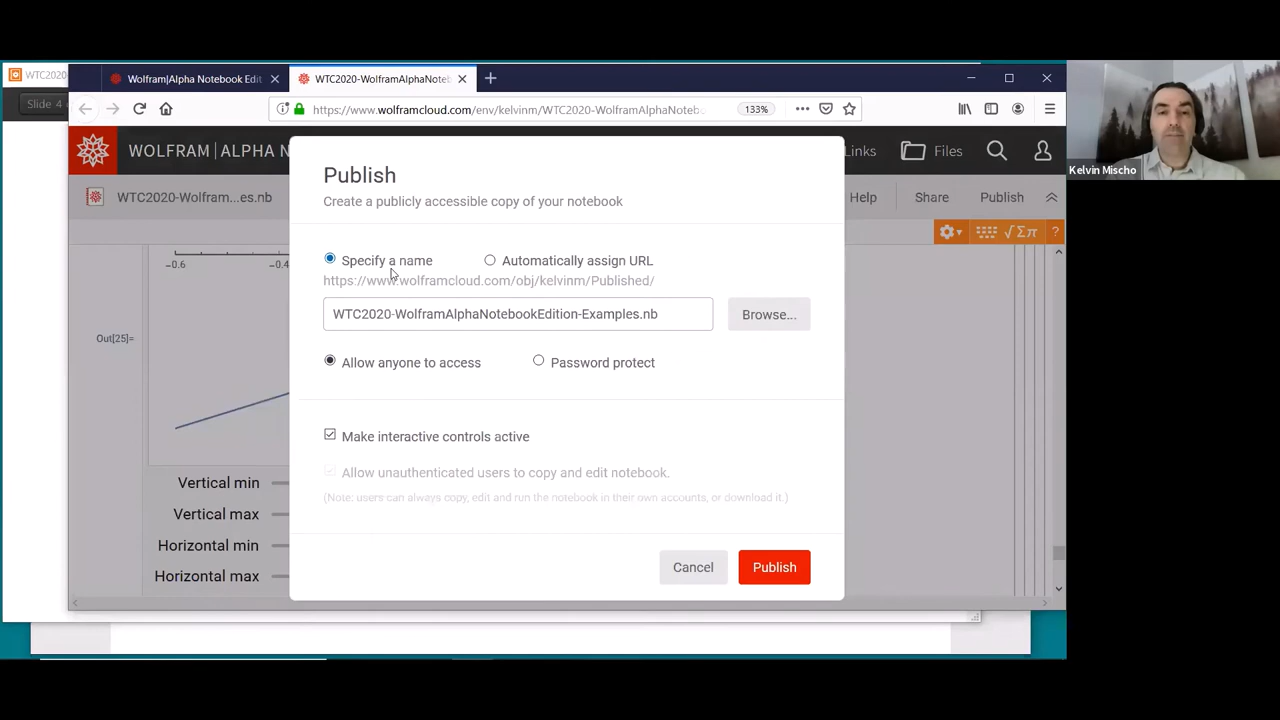 WTC2020
Wolfram|Alpha Notebook Edit
WTC2020-WolframAlphaNoteb
Slide 4
https://www.wolframcloud.com/env/kelvinm/WTC2020-WolframAlphaNoteb
133%
WOLFRAM | ALPHA N
Links
Files
Kelvin Mischo
WTC2020-Wolfram...es.nb
Help
Share
Publish
√Σπ
?
Publish
Create a publicly accessible copy of your notebook
-0.6
-0.4
Specify a name
Automatically assign URL
https://www.wolframcloud.com/obj/kelvinm/Published/
WTC2020-WolframAlphaNotebookEdition-Examples.nb
Browse...
Out[25]=
Allow anyone to access
Password protect
Make interactive controls active
Allow unauthenticated users to copy and edit notebook.
(Note: users can always copy, edit and run the notebook in their own accounts, or download it.)
Vertical min
Vertical max
Horizontal min
Horizontal max
Cancel
Publish